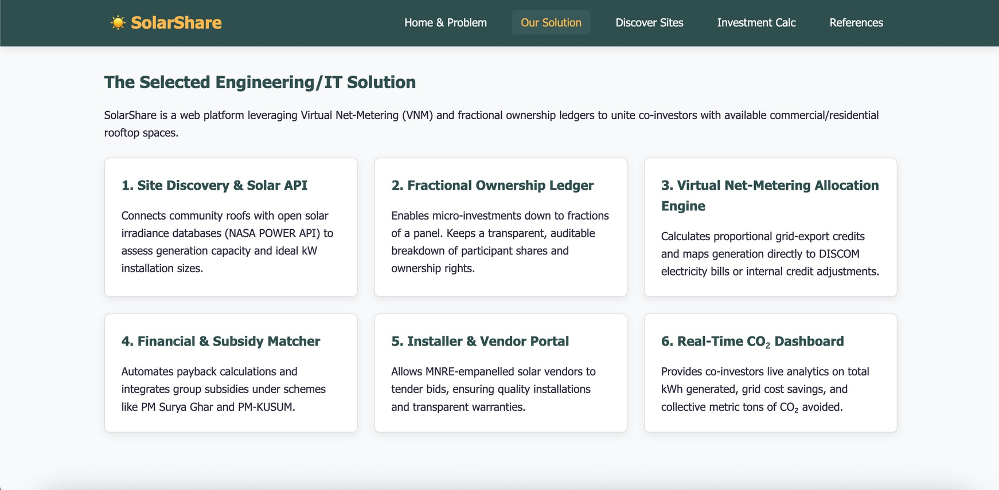 SolarShare
Home & Problem
Our Solution
Discover Sites
Investment Calc
References
The Selected Engineering/IT Solution
SolarShare is a web platform leveraging Virtual Net-Metering (VNM) and fractional ownership ledgers to unite co-investors with available commercial/residential
rooftop spaces.
1. Site Discovery & Solar API
Connects community roofs with open solar
irradiance databases (NASA POWER API) to
assess generation capacity and ideal kW
installation sizes.
2. Fractional Ownership Ledger
Enables micro-investments down to fractions
of a panel. Keeps a transparent, auditable
breakdown of participant shares and
ownership rights.
3. Virtual Net-Metering Allocation
Engine
Calculates proportional grid-export credits
and maps generation directly to DISCOM
electricity bills or internal credit adjustments.
4. Financial & Subsidy Matcher
Automates payback calculations and
integrates group subsidies under schemes
like PM Surya Ghar and PM-KUSUM.
5. Installer & Vendor Portal
Allows MNRE-empanelled solar vendors to
tender bids, ensuring quality installations
and transparent warranties.
6. Real-Time CO₂ Dashboard
Provides co-investors live analytics on total
kWh generated, grid cost savings, and
collective metric tons of CO₂ avoided.